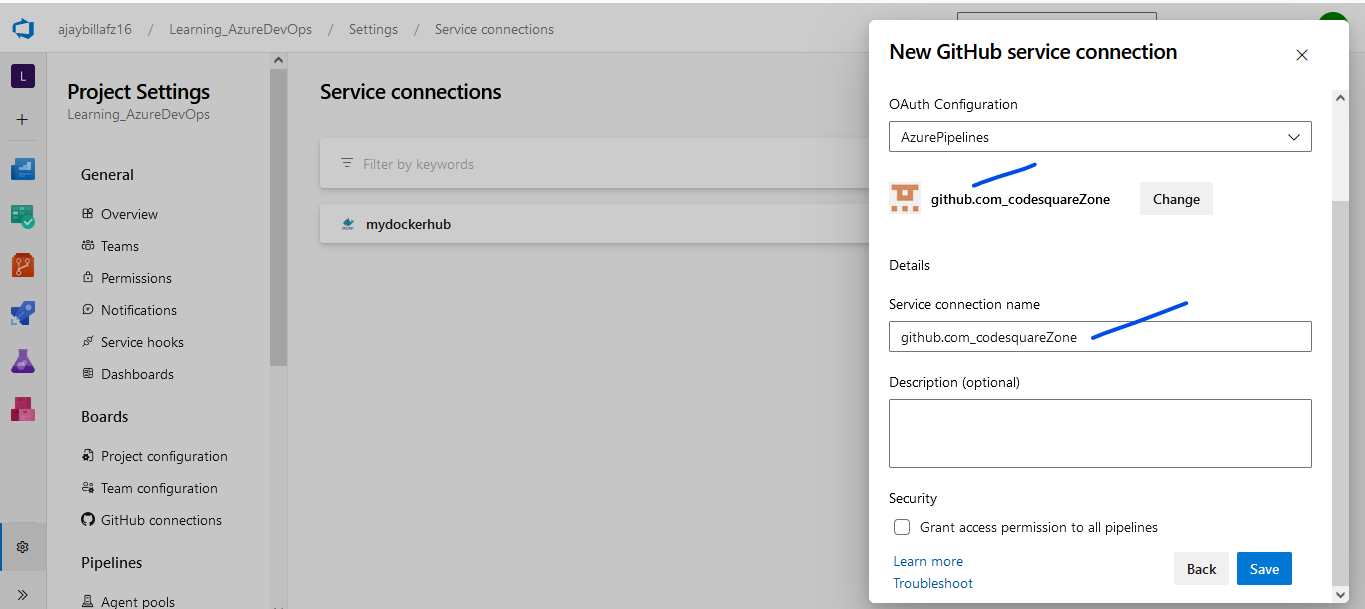 ajaybillafz16 / Learning_AzureDevOps / Settings / Service connections
L
Project Settings
Learning_AzureDevOps
General
Overview
Teams
Permissions
Notifications
Service hooks
Dashboards
Boards
Project configuration
Team configuration
GitHub connections
Pipelines
Agent pools
Service connections
Filter by keywords
mydockerhub
New GitHub service connection
OAuth Configuration
AzurePipelines
github.com_codesquareZone
Change
Details
Service connection name
github.com_codesquareZone
Description (optional)
Security
Grant access permission to all pipelines
Learn more
Troubleshoot
Back
Save